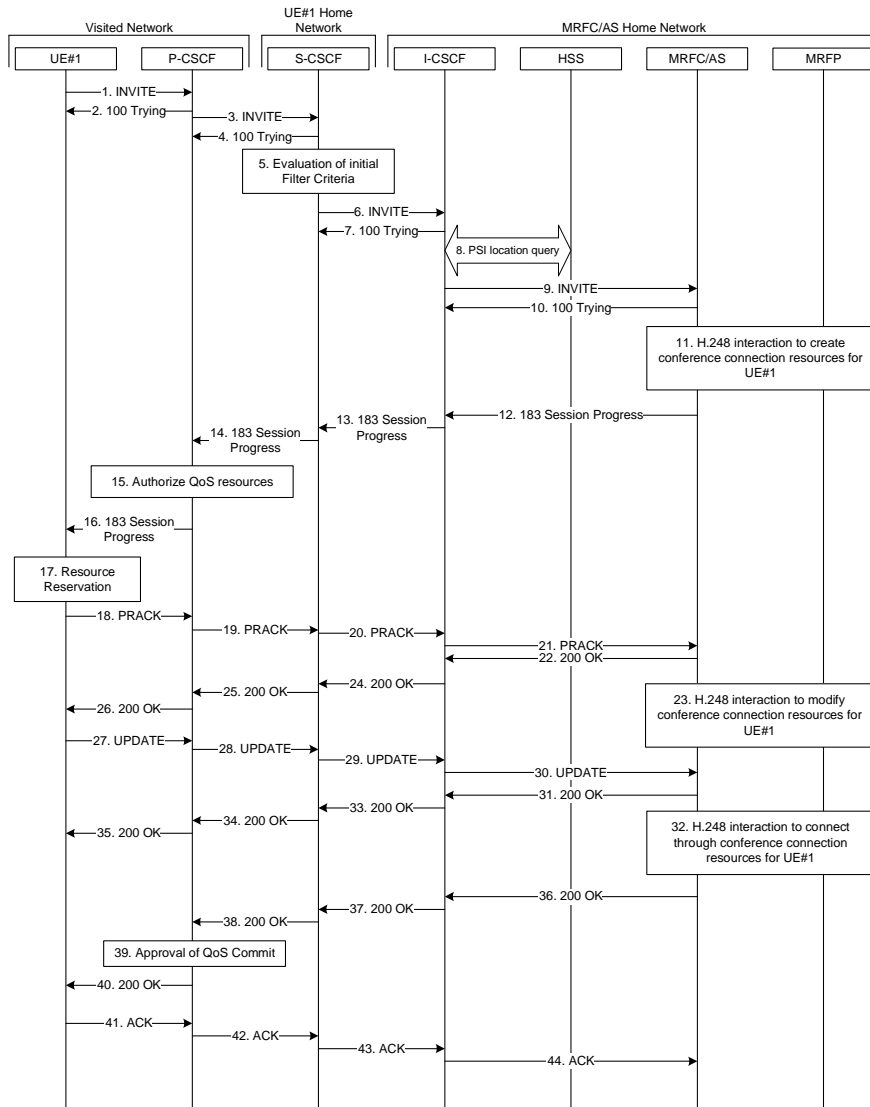 Visited Network
UE#1 Home
Network
MRFC/AS Home Network
UE#1
P-CSCF
S-CSCF
I-CSCF
HSS
MRFC/AS
MRFP
1. INVITE
2. 100 Trying
3. INVITE
4. 100 Trying
5. Evaluation of initial
Filter Criteria
6. INVITE
7. 100 Trying
8. PSI location query
9. INVITE
10. 100 Trying
11. H.248 interaction to create
conference connection resources for
UE#1
12. 183 Session Progress
13. 183 Session
Progress
14. 183 Session
Progress
15. Authorize QoS resources
16. 183 Session
Progress
17. Resource
Reservation
18. PRACK
19. PRACK
20. PRACK
21. PRACK
22. 200 OK
23. H.248 interaction to modify
conference connection resources for
UE#1
24. 200 OK
25. 200 OK
26. 200 OK
27. UPDATE
28. UPDATE
29. UPDATE
30. UPDATE
31. 200 OK
32. H.248 interaction to connect
through conference connection
resources for UE#1
33. 200 OK
34. 200 OK
35. 200 OK
36. 200 OK
37. 200 OK
38. 200 OK
39. Approval of QoS Commit
40. 200 OK
41. ACK
42. ACK
43. ACK
44. ACK